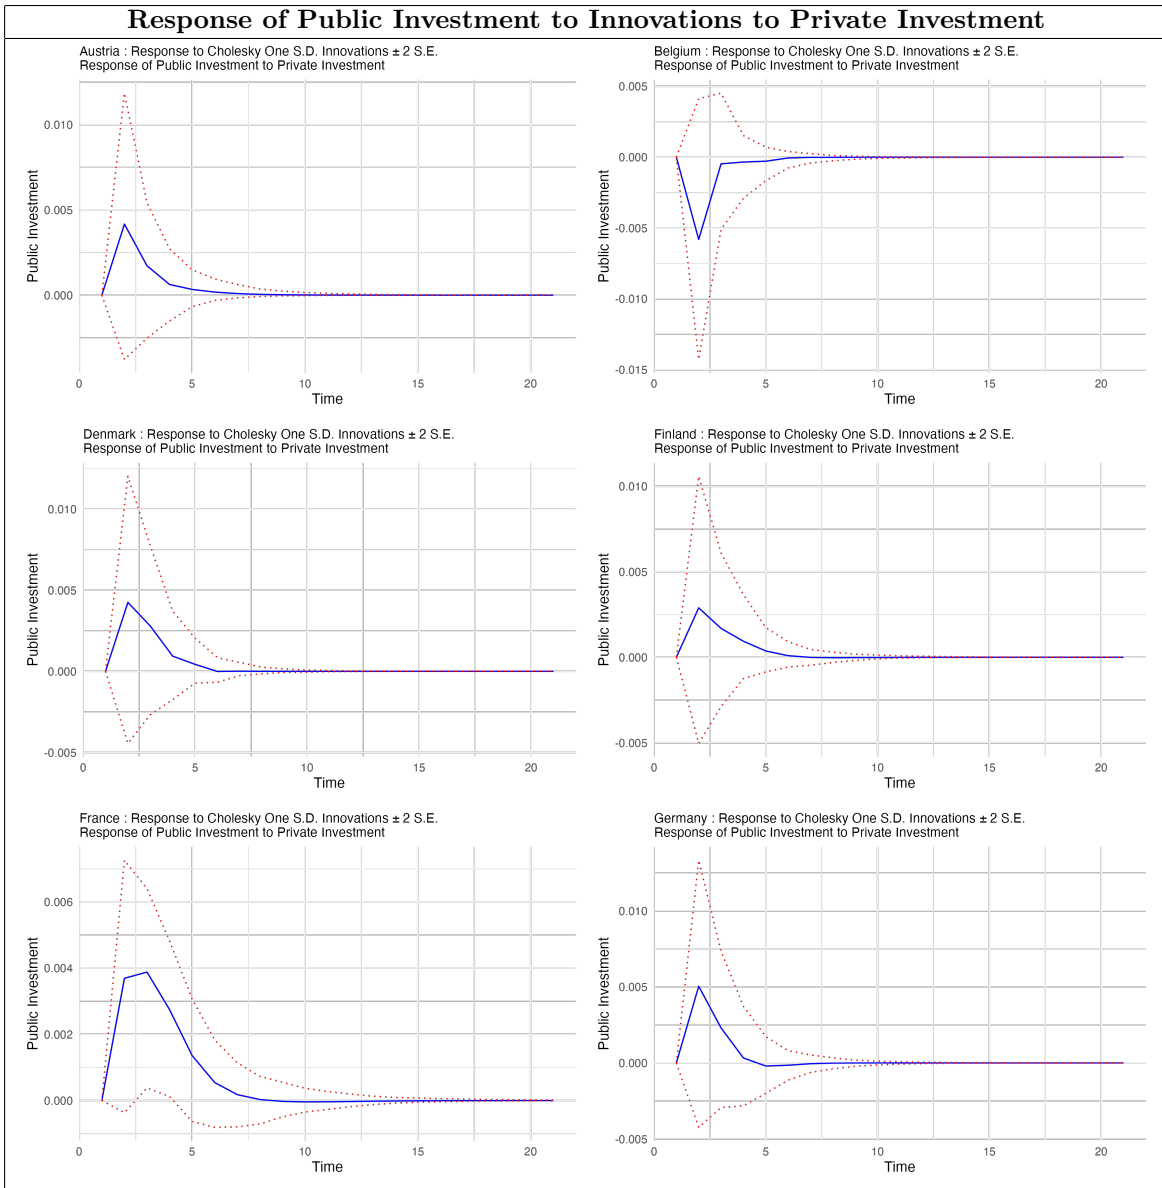 Response of Public Investment to Innovations to Private Investment
Austria : Response to Cholesky One S.D. Innovations ± 2 S.E.
Response of Public Investment to Private Investment
Public Investment
0.010
0.005
0.000
0
5
10
15
20
Time
Belgium : Response to Cholesky One S.D. Innovations ± 2 S.E.
Response of Public Investment to Private Investment
Public Investment
0.005
0.000
-0.005
-0.010
-0.015
0
5
10
15
20
Time
Denmark : Response to Cholesky One S.D. Innovations ± 2 S.E.
Response of Public Investment to Private Investment
Public Investment
0.010
0.005
0.000
-0.005
0
5
10
15
20
Time
Finland : Response to Cholesky One S.D. Innovations ± 2 S.E.
Response of Public Investment to Private Investment
Public Investment
0.010
0.005
0.000
-0.005
0
5
10
15
20
Time
France : Response to Cholesky One S.D. Innovations ± 2 S.E.
Response of Public Investment to Private Investment
Public Investment
0.006
0.004
0.002
0.000
0
5
10
15
20
Time
Germany : Response to Cholesky One S.D. Innovations ± 2 S.E.
Response of Public Investment to Private Investment
Public Investment
0.010
0.005
0.000
-0.005
0
5
10
15
20
Time